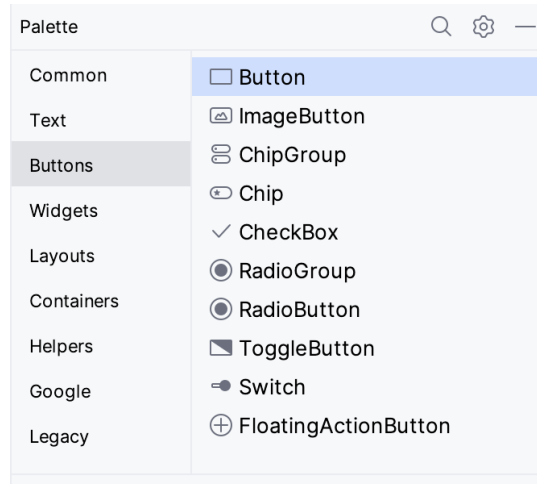 Palette
Common
Text
Buttons
Widgets
Layouts
Containers
Helpers
Google
Legacy
Button
ImageButton
ChipGroup
Chip
CheckBox
RadioGroup
RadioButton
ToggleButton
Switch
FloatingActionButton